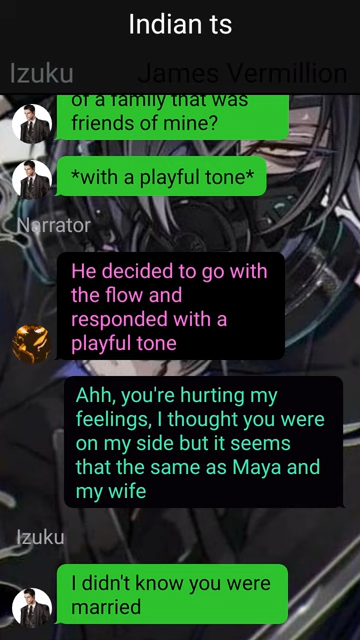 Indian ts
Izuku
James Vermillion
of a family that was
friends of mine?
*with a playful tone*
Narrator
He decided to go with
the flow and
responded with a
playful tone
Ahh, you're hurting my
feelings, I thought you were
on my side but it seems
that the same as Maya and
my wife
Izuku
I didn't know you were
married